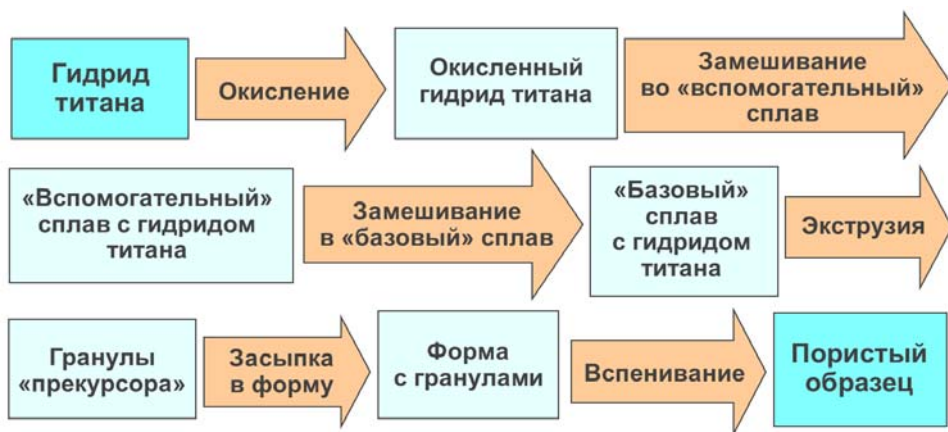 Гидрид
титана
Окисление
Окисленный
гидрид титана
Замешивание
во «вспомогательный»
сплав
«Вспомогательный»
сплав с гидридом
титана
Замешивание
в «базовый» сплав
«Базовый»
сплав
с гидридом
титана
Экструзия
Гранулы
«прекурсора»
Засыпка
в форму
Форма
с гранулами
Вспенивание
Пористый
образец